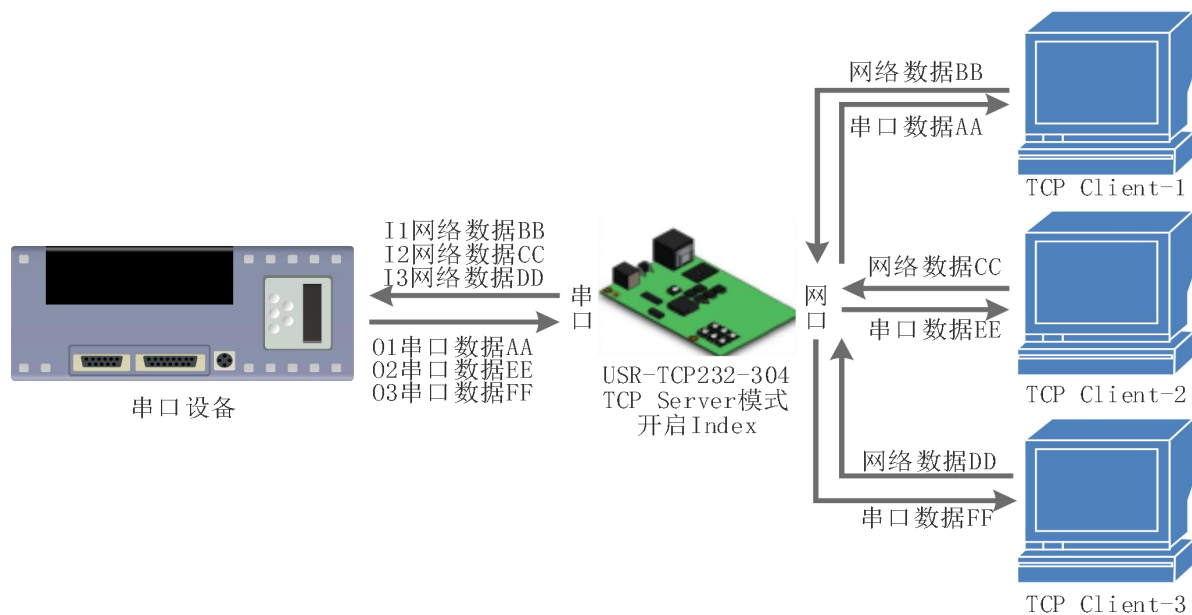 网络数据BB
串口数据AA
TCP Client-1
I1网络数据BB
I2网络数据CC
I3网络数据DD
串口
网口
网络数据CC
串口数据EE
O1串口数据AA
O2串口数据EE
O3串口数据FF
串口设备
USR-TCP232-304
TCP Server模式
开启Index
TCP Client-2
网络数据DD
串口数据FF
TCP Client-3